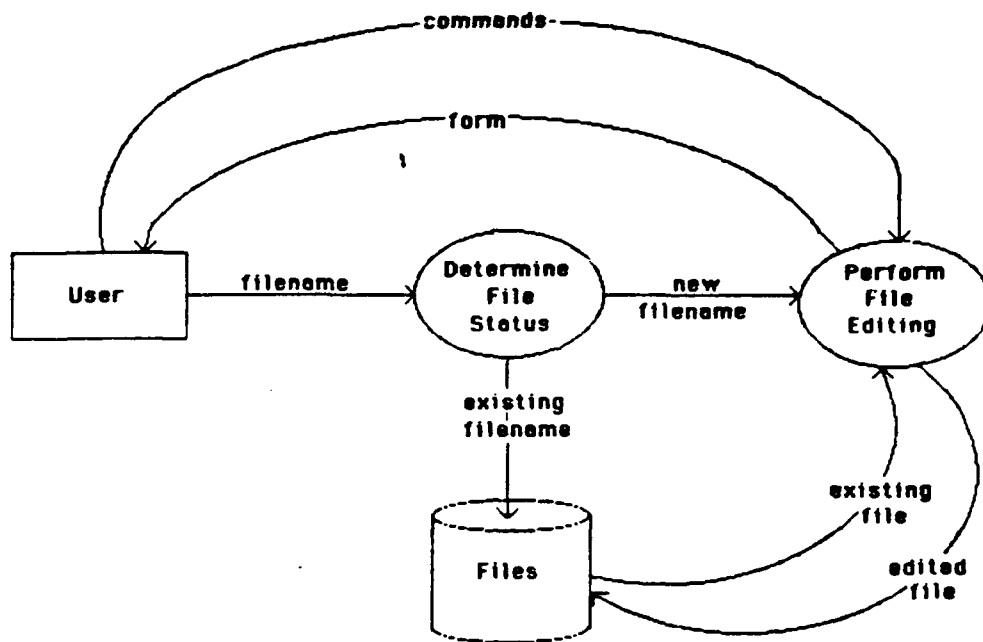 commands
form
User
filename
Determine
File
Status
new
filename
Perform
File
Editing
existing
filename
Files
existing
file
edited
file